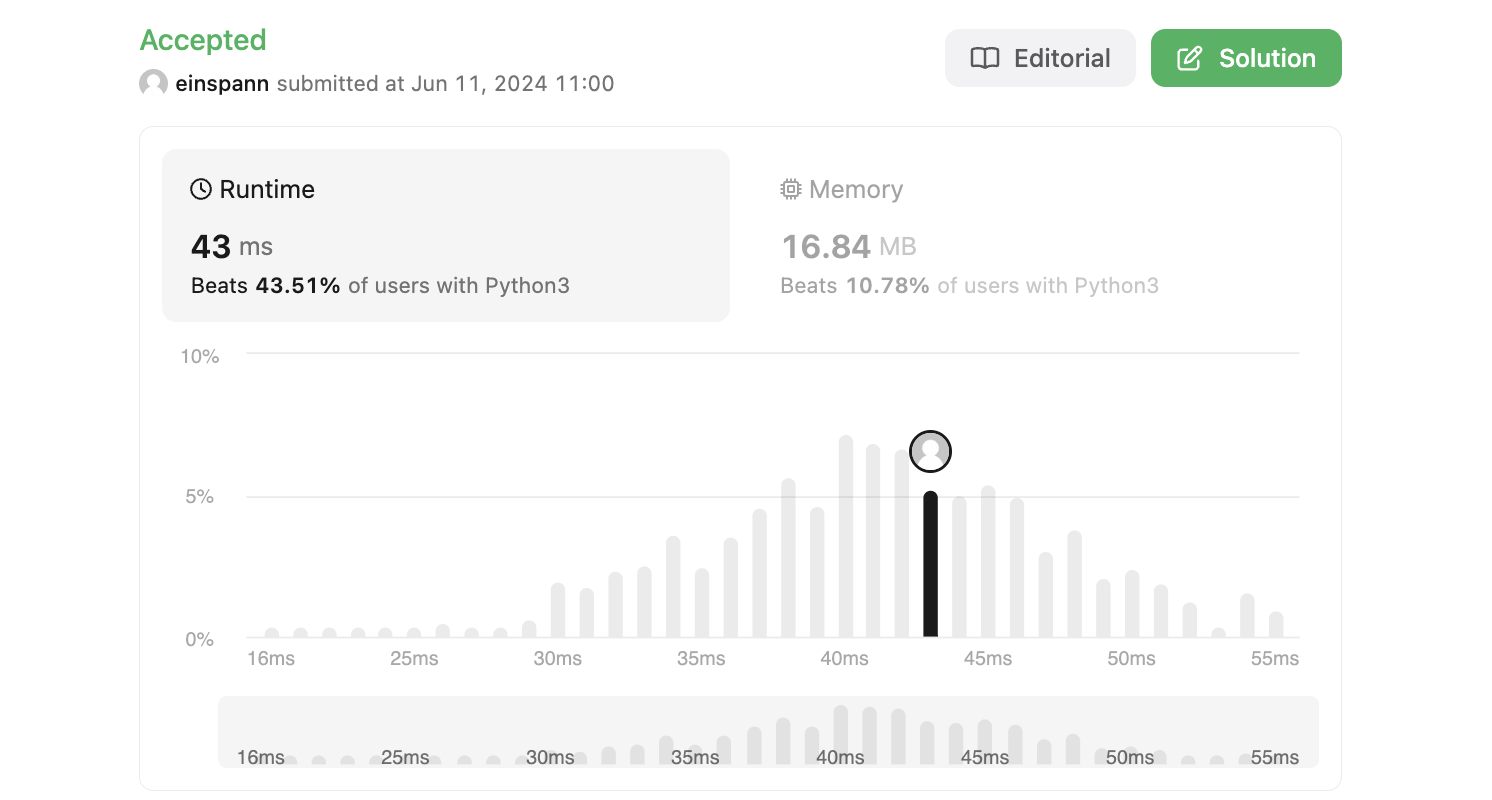 Accepted
einspann submitted at Jun 11, 2024 11:00
Editorial
Solution
Runtime
43 ms
Beats 43.51% of users with Python3
Memory
16.84 MB
Beats 10.78% of users with Python3
10%
5%
0%
16ms 25ms 30ms 35ms 40ms 45ms 50ms 55ms
16ms 25ms 30ms 35ms 40ms 45ms 50ms 55ms